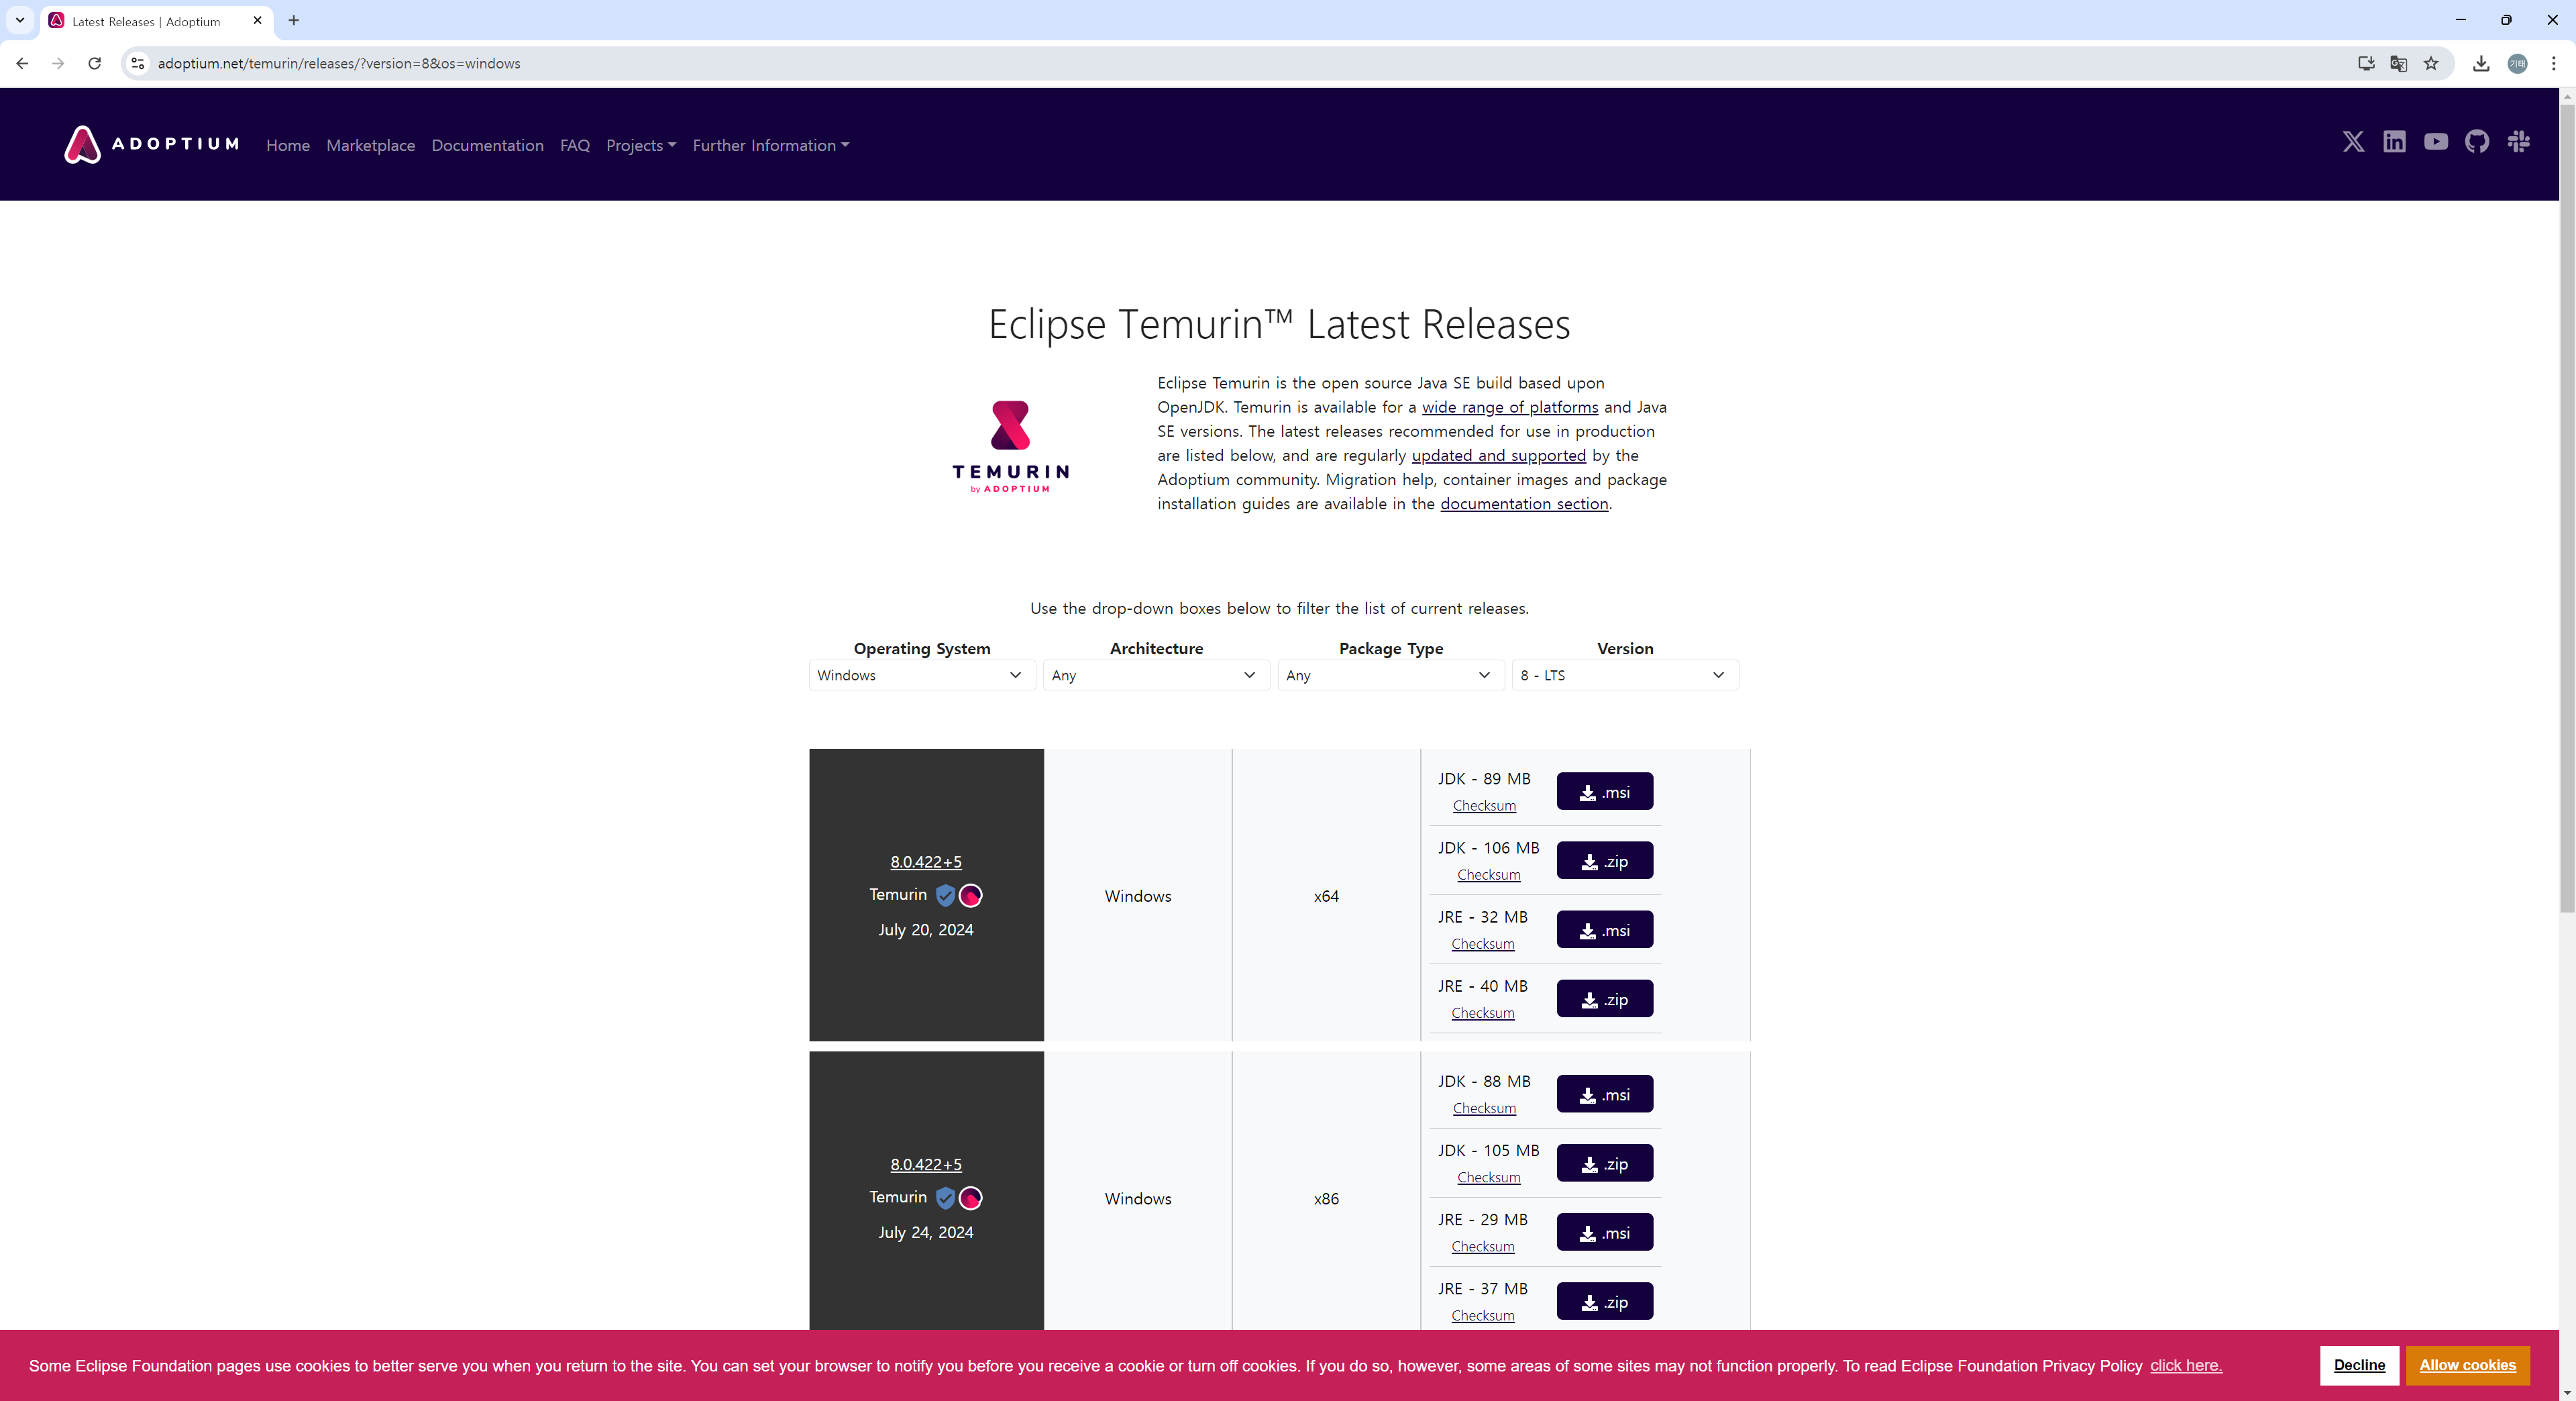 Latest Releases | Adoptium
adoptium.net/temurin/releases/?version=8&os=windows
기태
ADOPTIUM
Home Marketplace Documentation FAQ Projects Further Information
Eclipse Temurin™ Latest Releases
TEMURIN
by ADOPTIUM
Eclipse Temurin is the open source Java SE build based upon
OpenJDK. Temurin is available for a wide range of platforms and Java
SE versions. The latest releases recommended for use in production
are listed below, and are regularly updated and supported by the
Adoptium community. Migration help, container images and package
installation guides are available in the documentation section.
Use the drop-down boxes below to filter the list of current releases.
Operating System Architecture Package Type Version
Windows Any Any 8 - LTS
8.0.422+5
Temurin
July 20, 2024
Windows
x64
JDK - 89 MB .msi
Checksum
JDK - 106 MB .zip
Checksum
JRE - 32 MB .msi
Checksum
JRE - 40 MB .zip
Checksum
8.0.422+5
Temurin
July 24, 2024
Windows
x86
JDK - 88 MB .msi
Checksum
JDK - 105 MB .zip
Checksum
JRE - 29 MB .msi
Checksum
JRE - 37 MB .zip
Checksum
Some Eclipse Foundation pages use cookies to better serve you when you return to the site. You can set your browser to notify you before you receive a cookie or turn off cookies. If you do so, however, some areas of some sites may not function properly. To read Eclipse Foundation Privacy Policy click here.
Decline Allow cookies